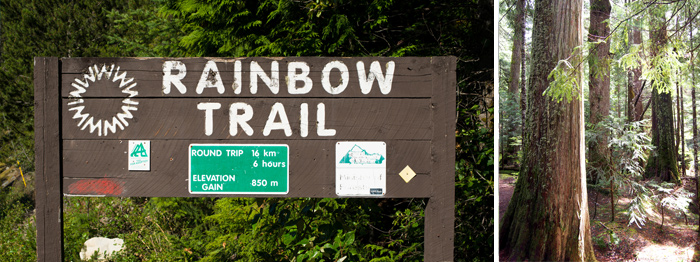 RAINBOW
TRAIL
ROUND TRIP 16 km
6 hours
ELEVATION
GAIN 850 m